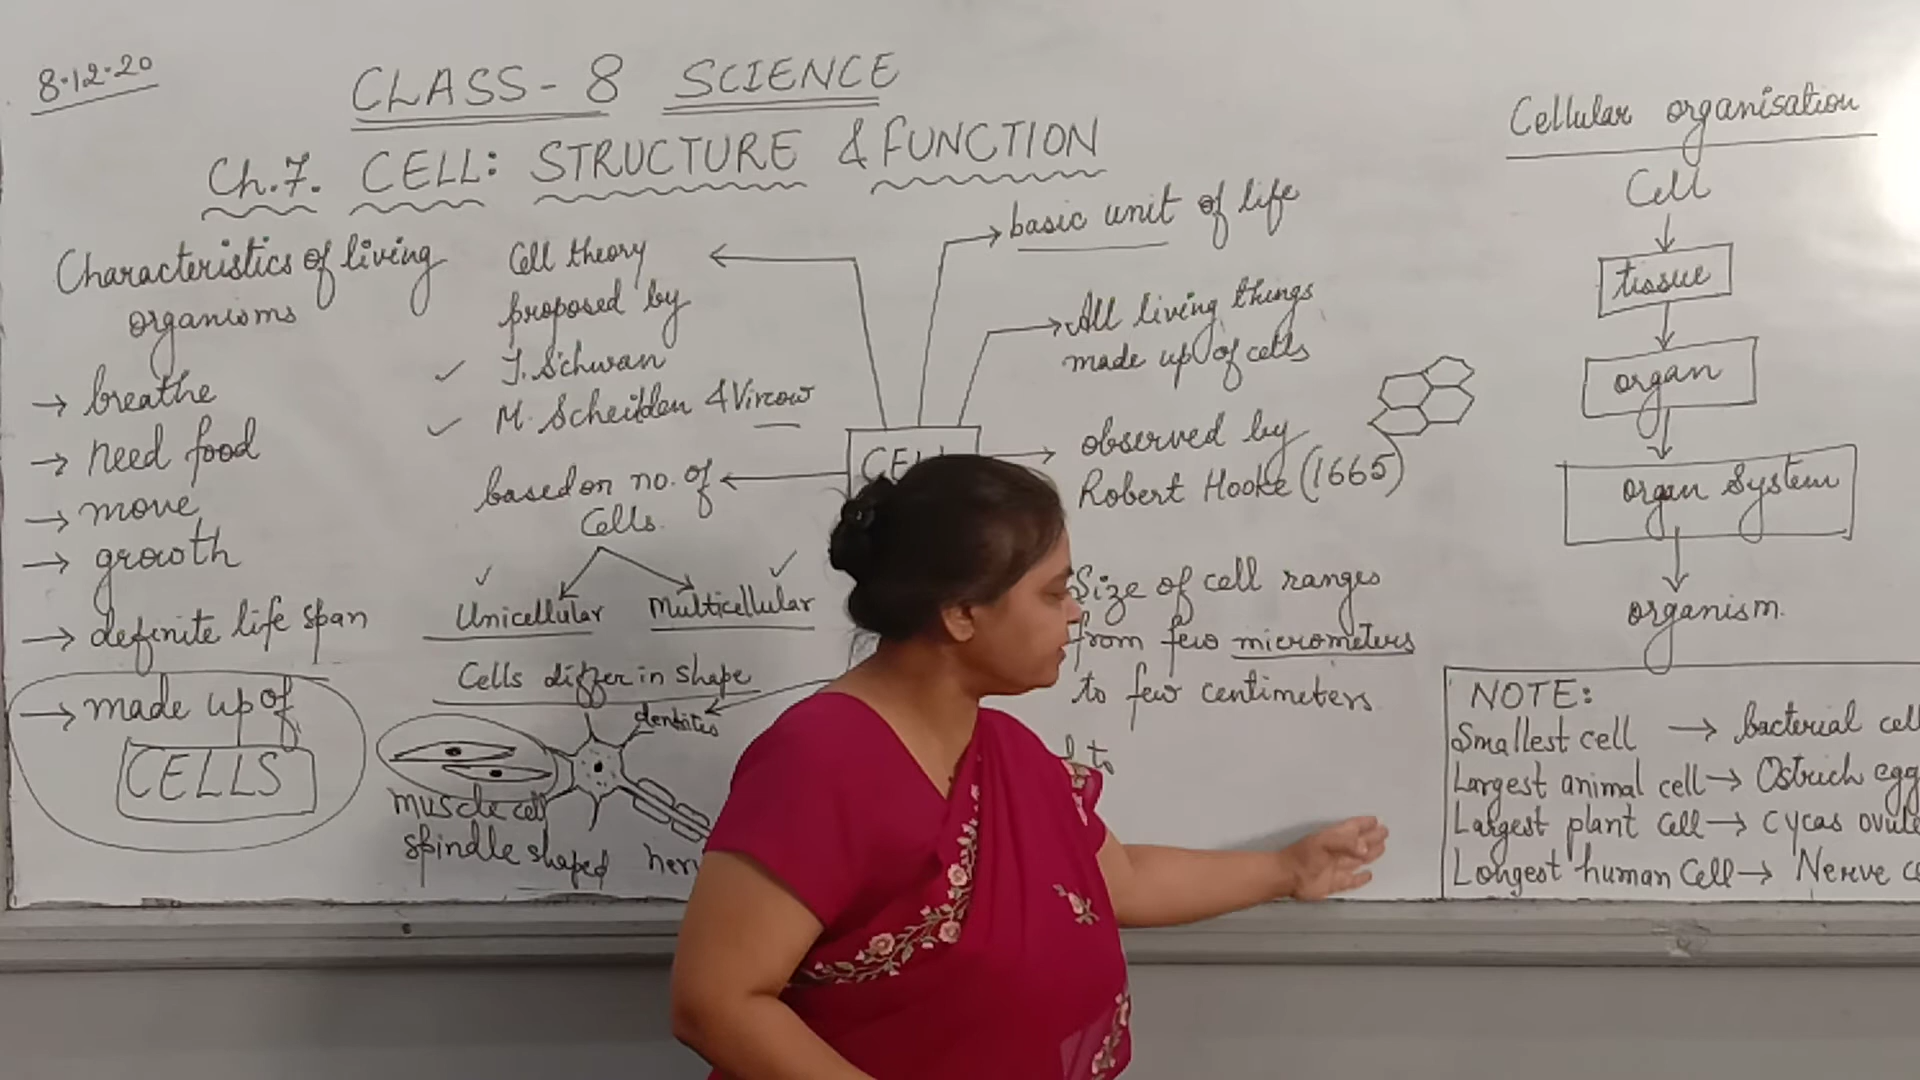 8.12.20
CLASS-8 SCIENCE
Ch.7. CELL: STRUCTURE & FUNCTION
Characteristics of living
organisms
→ breathe
→ need food
→ move
→ growth
→ definite life span
→ made up of
CELLS
Cell theory
proposed by
✓ T. Schwan
✓ M. Scheilden & Vircow
based on no. of
Cells.
Unicellular
Multicellular
Cells differ in shape
dendrites
muscle cell
spindle shaped
CELL
→ basic unit of life
→ All living things
made up of cells
→ observed by
Robert Hooke (1665)
Size of cell ranges
from few micrometers
to few centimeters
to
Cellular organisation
Cell
tissue
organ
organ System
organism.
NOTE:
Smallest cell → bacterial cell
Largest animal cell → Ostrich egg
Largest plant cell → Cycas ovule
Longest human Cell → Nerve